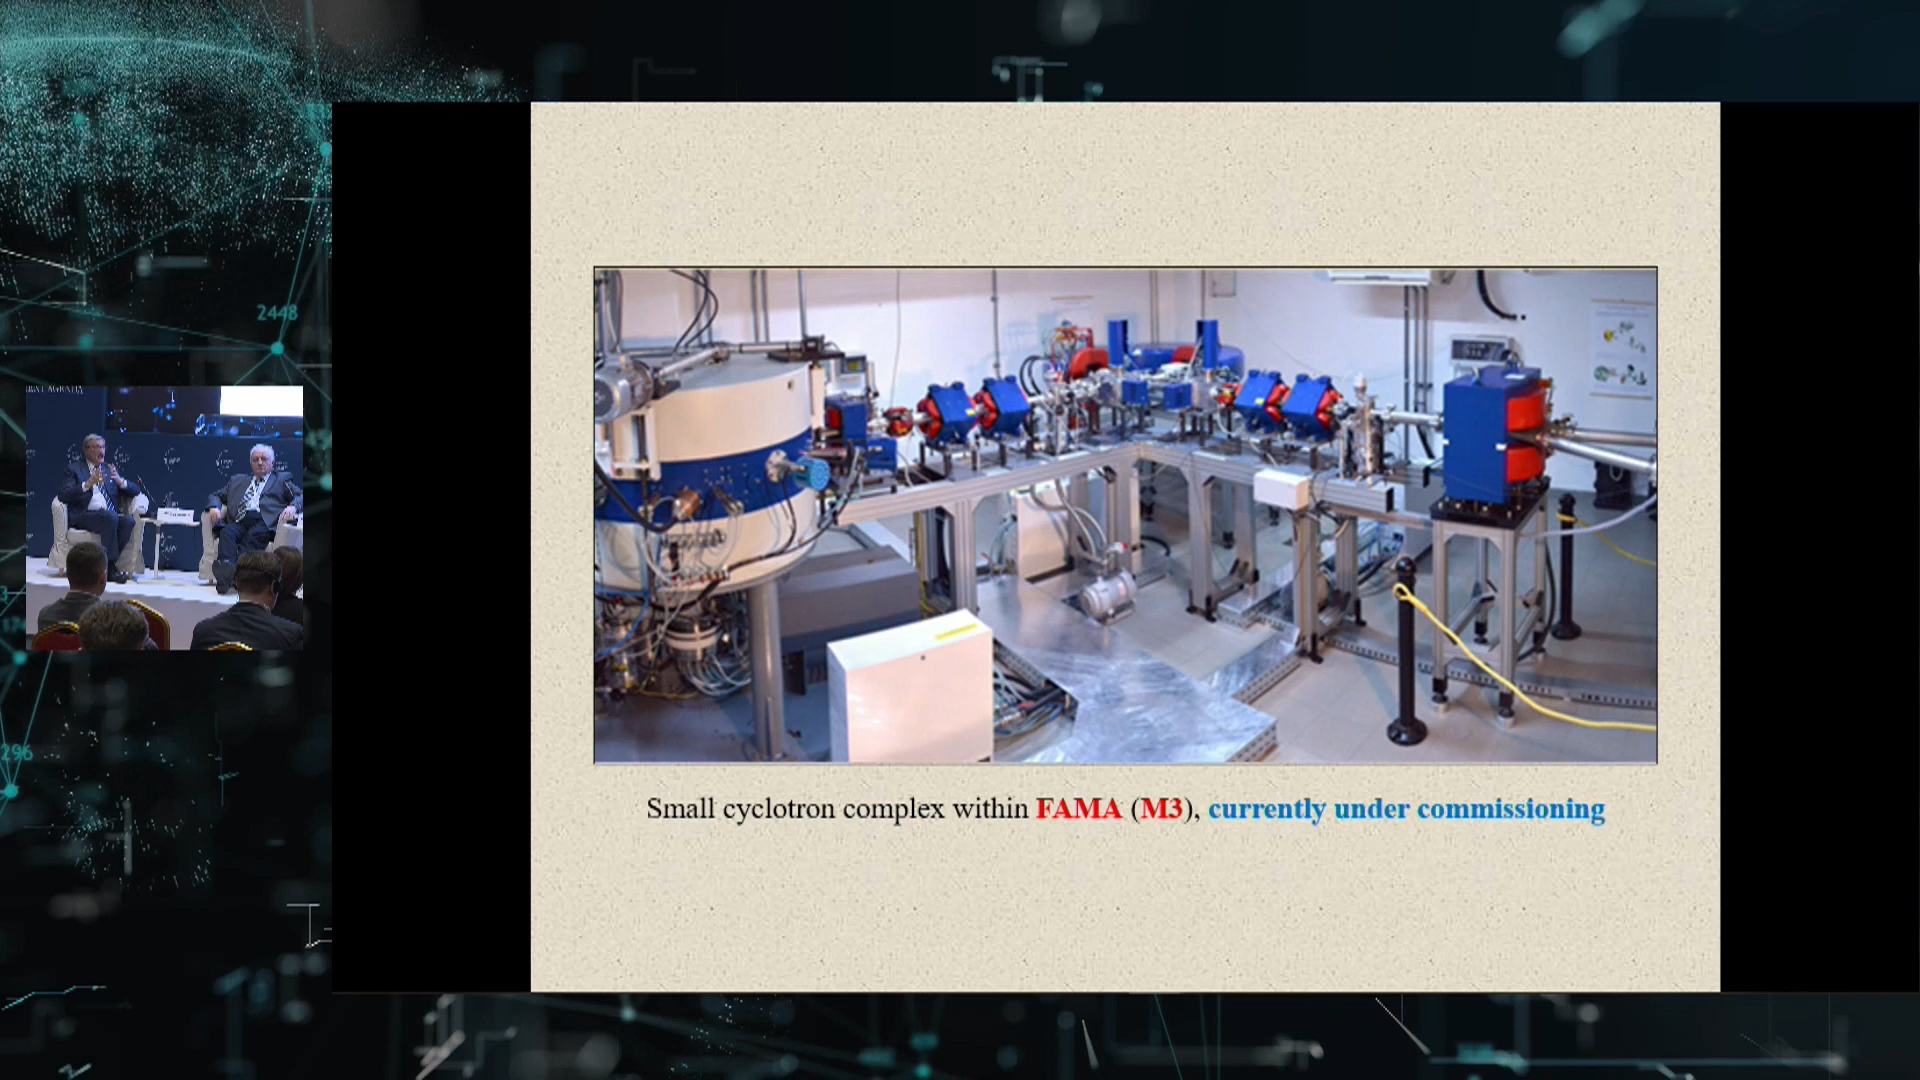 2448
296
Small cyclotron complex within FAMA (M3), currently under commissioning